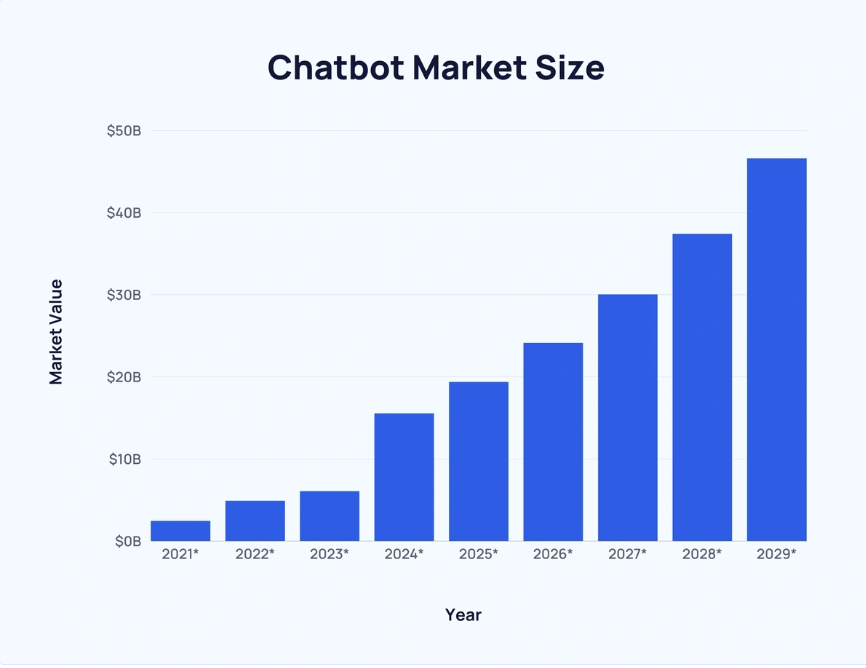 Chatbot Market Size
$50B
$40B
$30B
$20B
$10B
$0B
Market Value
2021* 2022* 2023* 2024* 2025* 2026* 2027* 2028* 2029*
Year